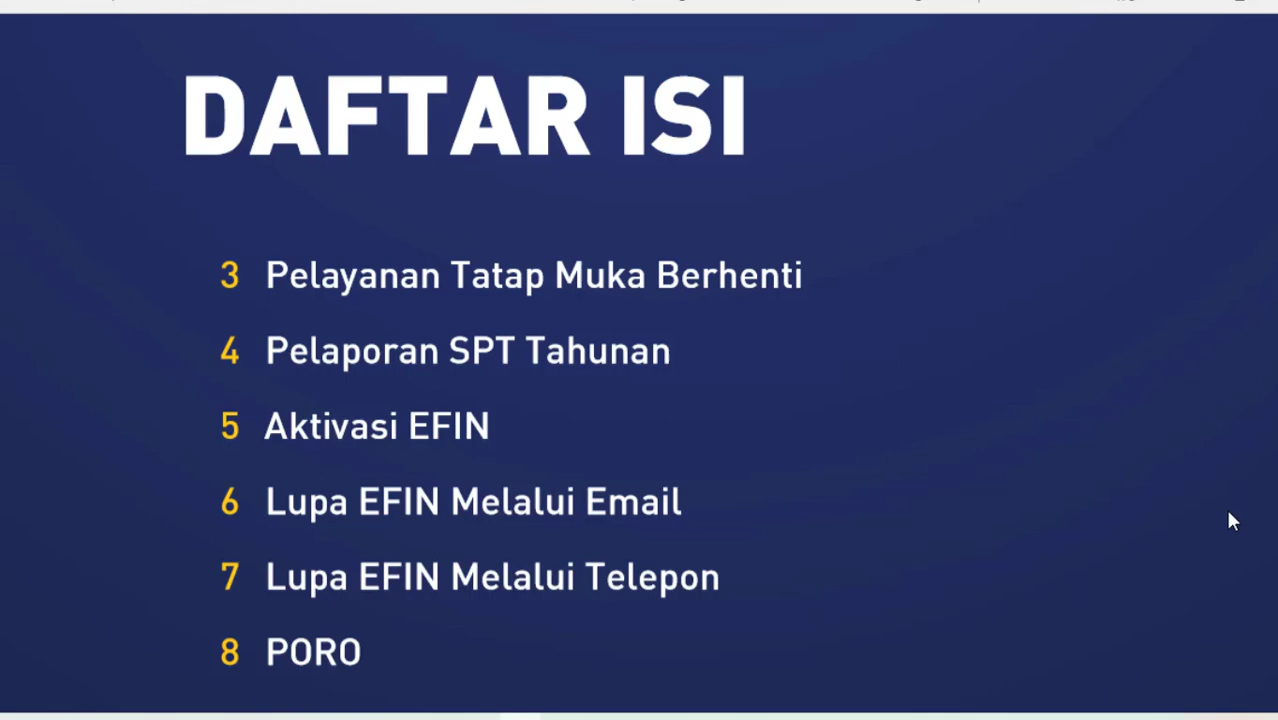 DAFTAR ISI
3 Pelayanan Tatap Muka Berhenti
4 Pelaporan SPT Tahunan
5 Aktivasi EFIN
6 Lupa EFIN Melalui Email
7 Lupa EFIN Melalui Telepon
8 PORO